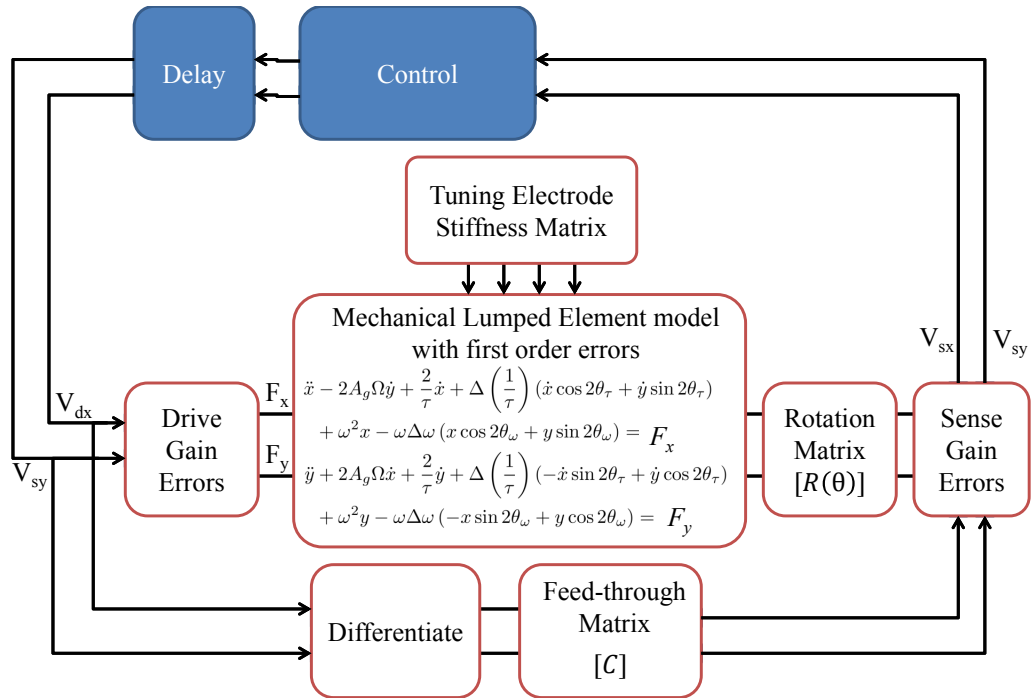 Delay
Control
Tuning Electrode
Stiffness Matrix
Mechanical Lumped Element model
with first order errors
ẍ − 2A_gΩẏ + 2/τ ẋ + Δ(1/τ)(ẋ cos 2θ_τ + ẏ sin 2θ_τ)
+ ω²x − ωΔω (x cos 2θ_ω + y sin 2θ_ω) = F_x
ÿ + 2A_gΩẋ + 2/τ ẏ + Δ(1/τ)(−ẋ sin 2θ_τ + ẏ cos 2θ_τ)
+ ω²y − ωΔω (−x sin 2θ_ω + y cos 2θ_ω) = F_y
V_sx
V_sy
V_dx
V_sy
Drive
Gain
Errors
F_x
F_y
Rotation
Matrix
[R(θ)]
Sense
Gain
Errors
Differentiate
Feed-through
Matrix
[C]